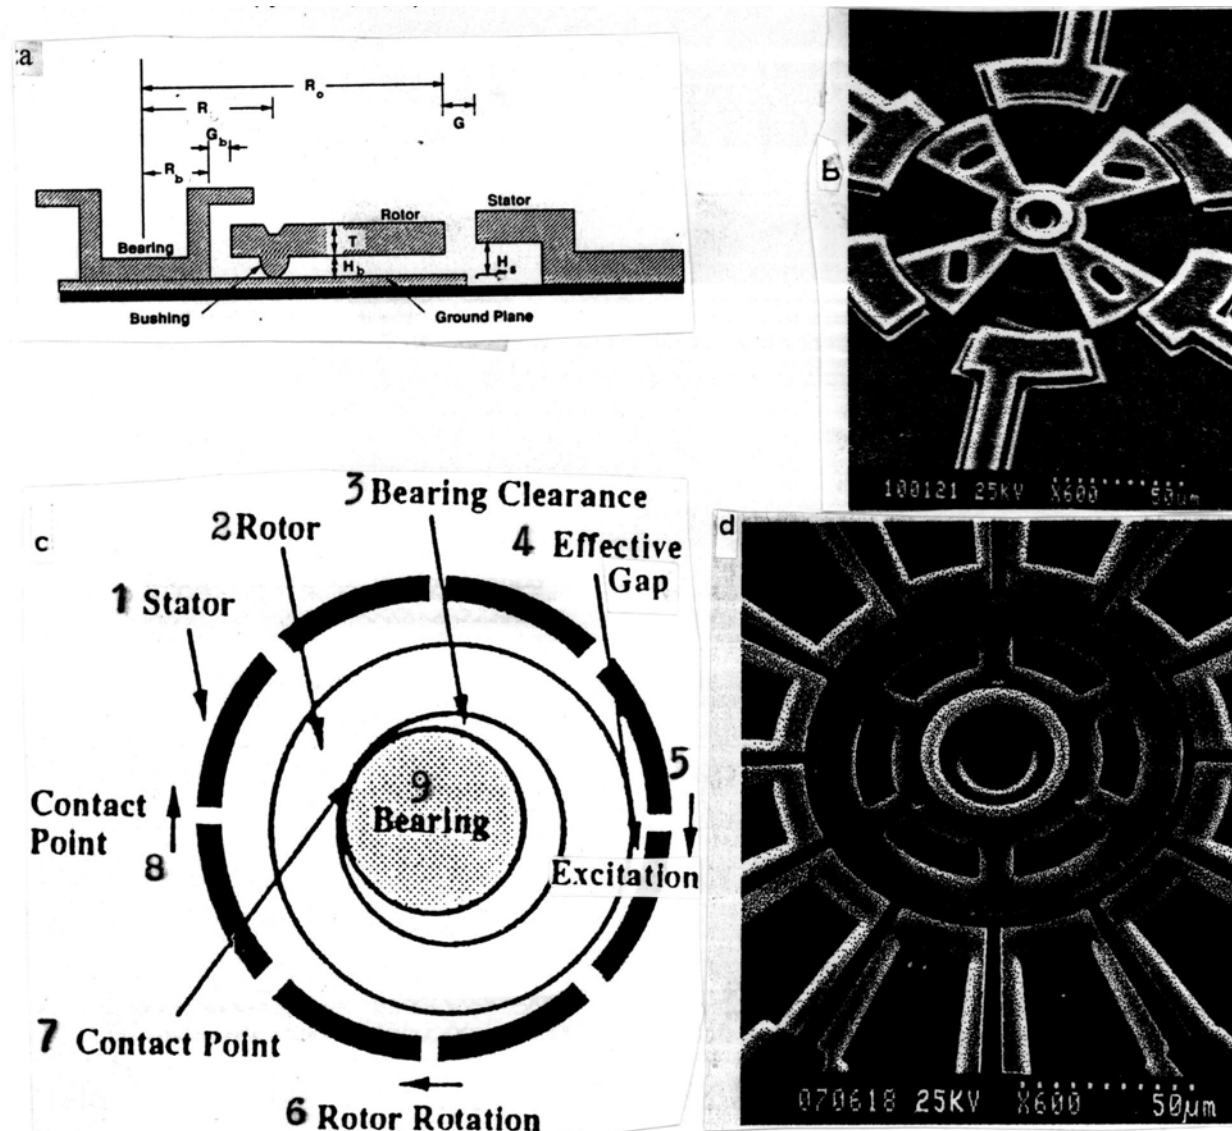 a
R o
R
G
G b
R b
Stator
Rotor
Bearing
T
H b
H s
Bushing
Ground Plane
B
100121 25KV X600 50µm
c
3 Bearing Clearance
2 Rotor
4 Effective
Gap
1 Stator
5
Contact
Point
8
9
Bearing
Excitation
7 Contact Point
6 Rotor Rotation
d
070618 25KV X600 50µm